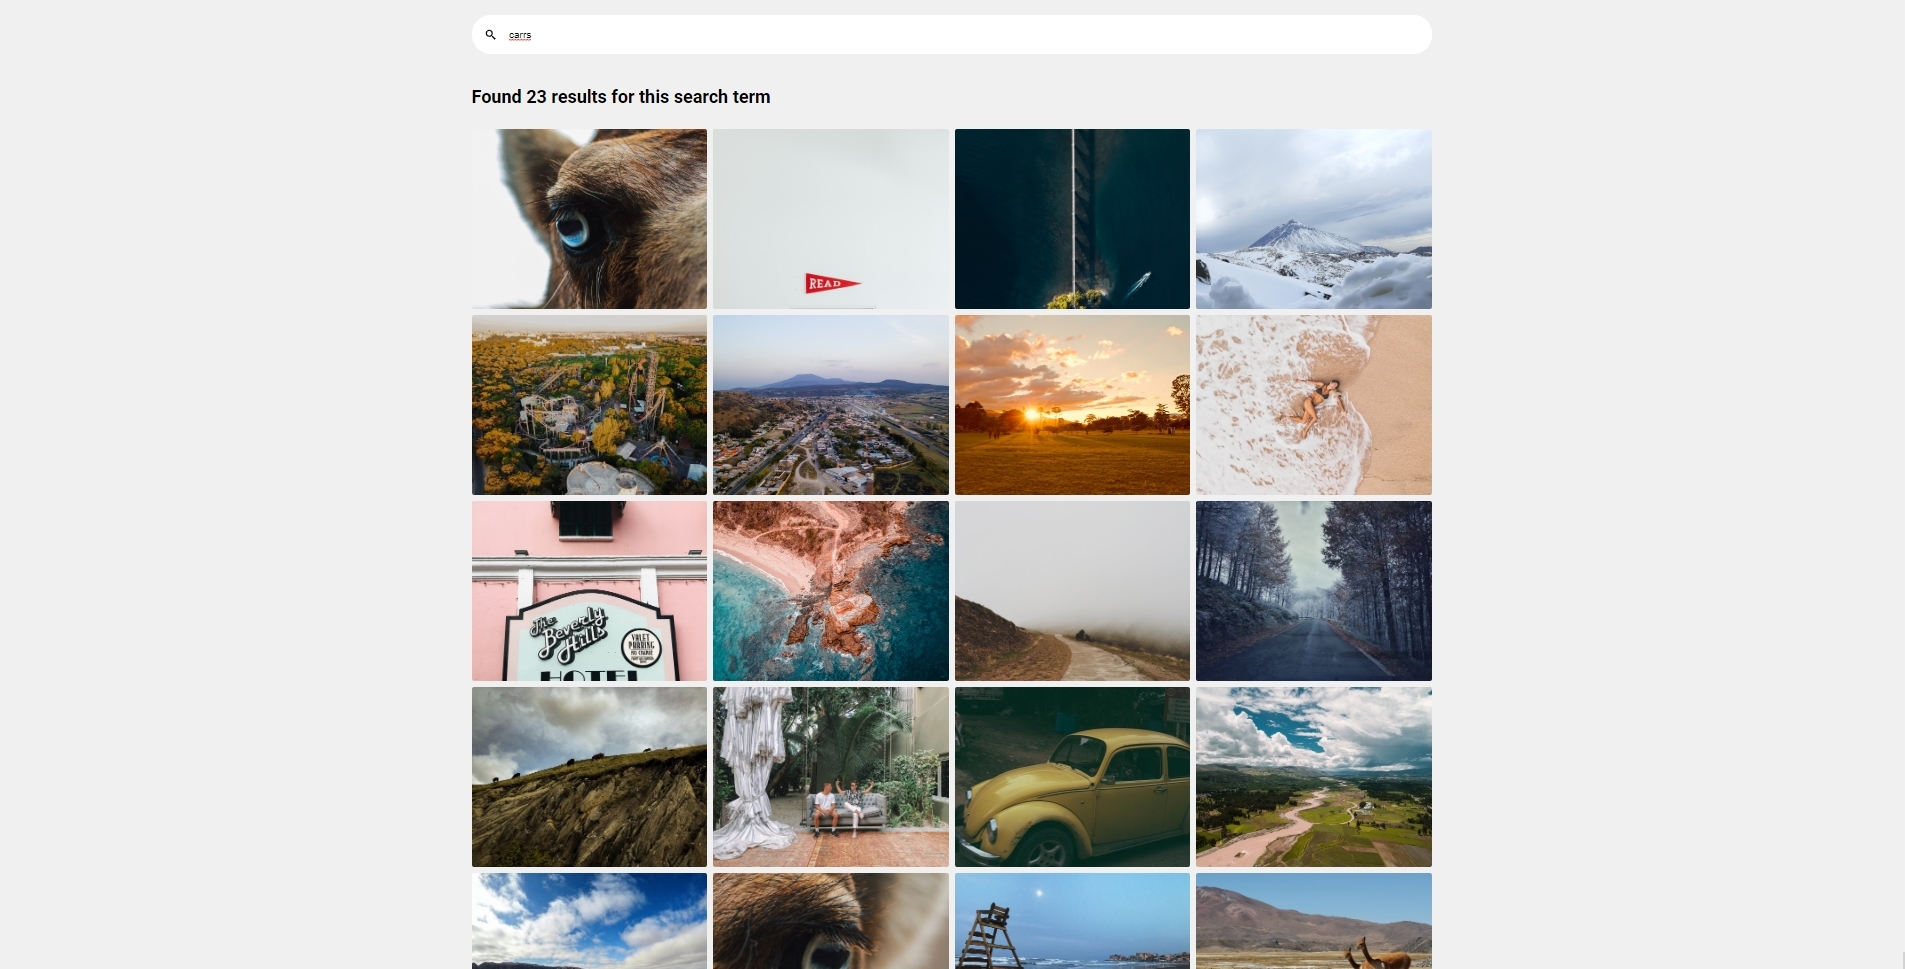 carrs
Found 23 results for this search term
READ
The
Beverly
Hills
VALET
PARKING
NO CHARGE
HOTEL